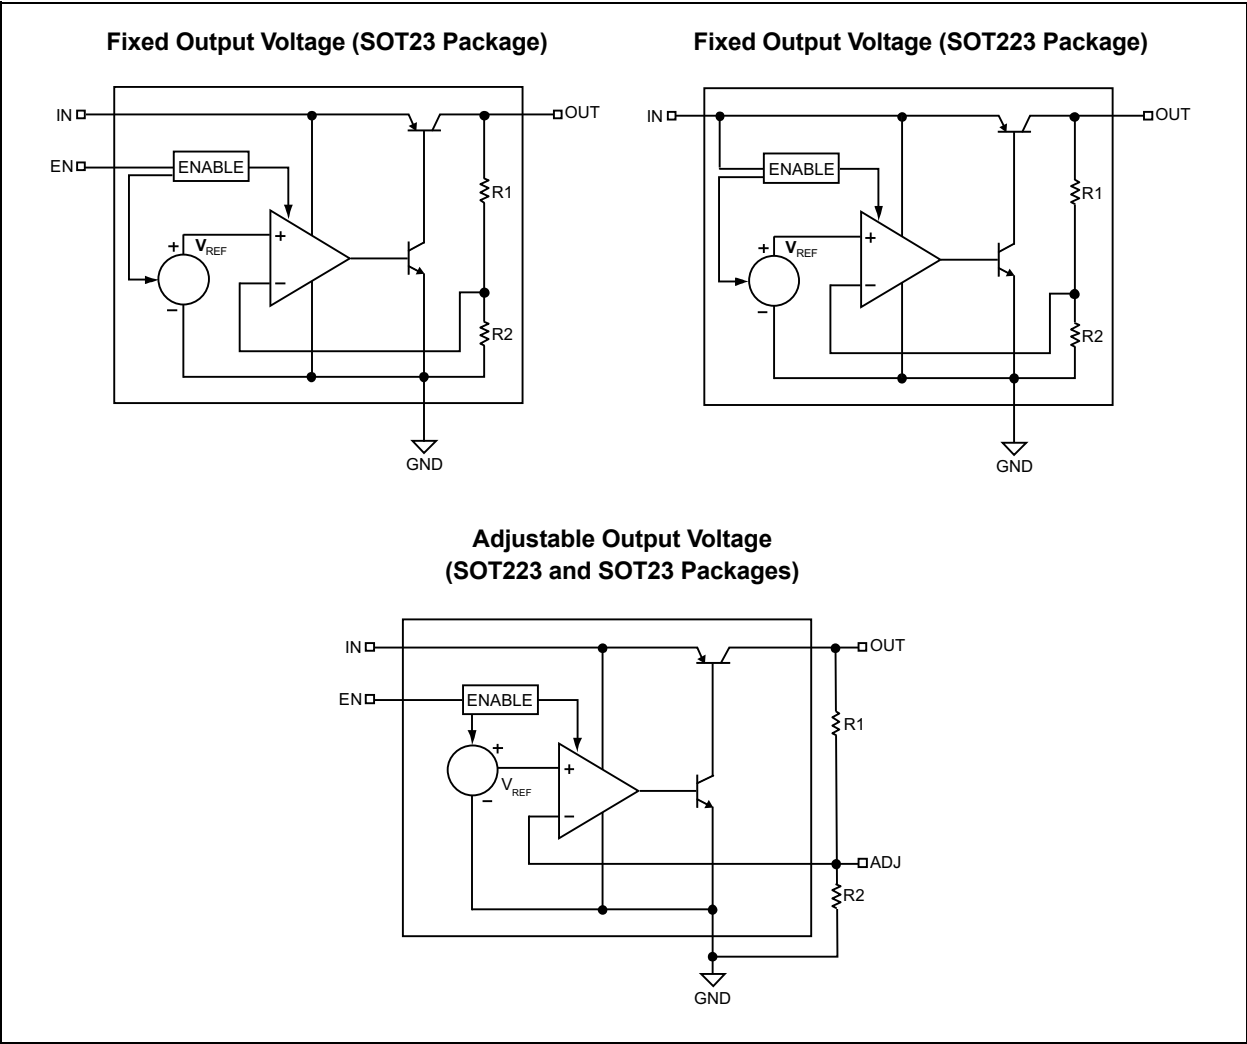 Fixed Output Voltage (SOT23 Package)
IN
OUT
EN
ENABLE
R1
+
VREF
+
−
−
R2
GND
Fixed Output Voltage (SOT223 Package)
IN
OUT
ENABLE
R1
+
VREF
+
−
−
R2
GND
Adjustable Output Voltage
(SOT223 and SOT23 Packages)
IN
OUT
EN
ENABLE
R1
+
+
VREF
−
−
ADJ
R2
GND